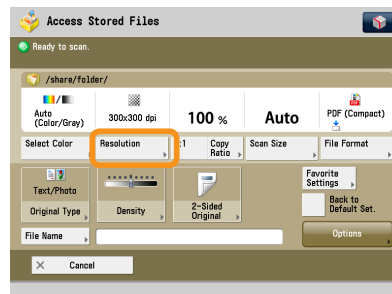 Access Stored Files
Ready to scan.
/share/folder/
Auto
(Color/Gray)
300x300 dpi
100 %
Auto
PDF (Compact)
Select Color
Resolution
:1
Copy
Ratio
Scan Size
File Format
Text/Photo
Original Type
Density
2-Sided
Original
Favorite
Settings
Back to
Default Set.
File Name
Options
Cancel